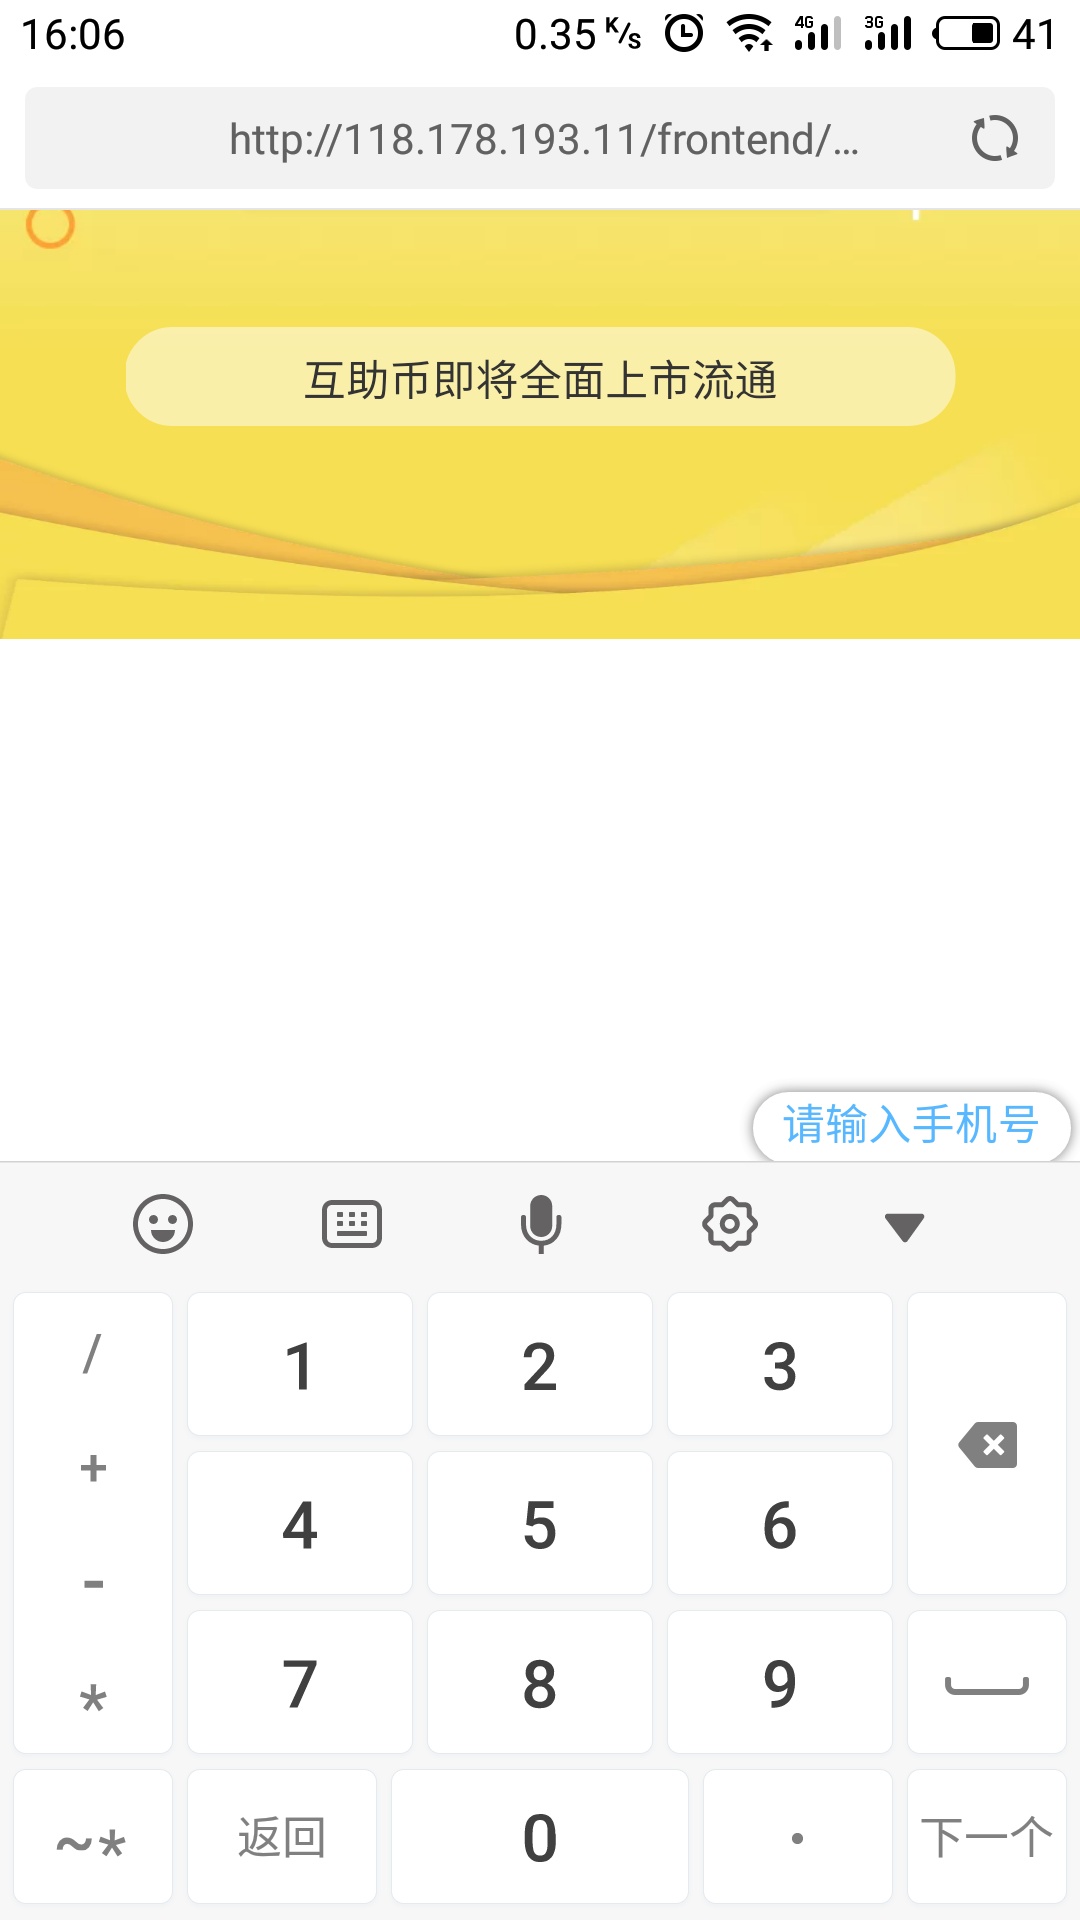 16:06 0.35 K/s 4G 3G 41
http://118.178.193.11/frontend/...
互助币即将全面上市流通
请输入手机号
/ 1 2 3
+ 4 5 6
- 7 8 9
*
~* 返回 0 . 下一个